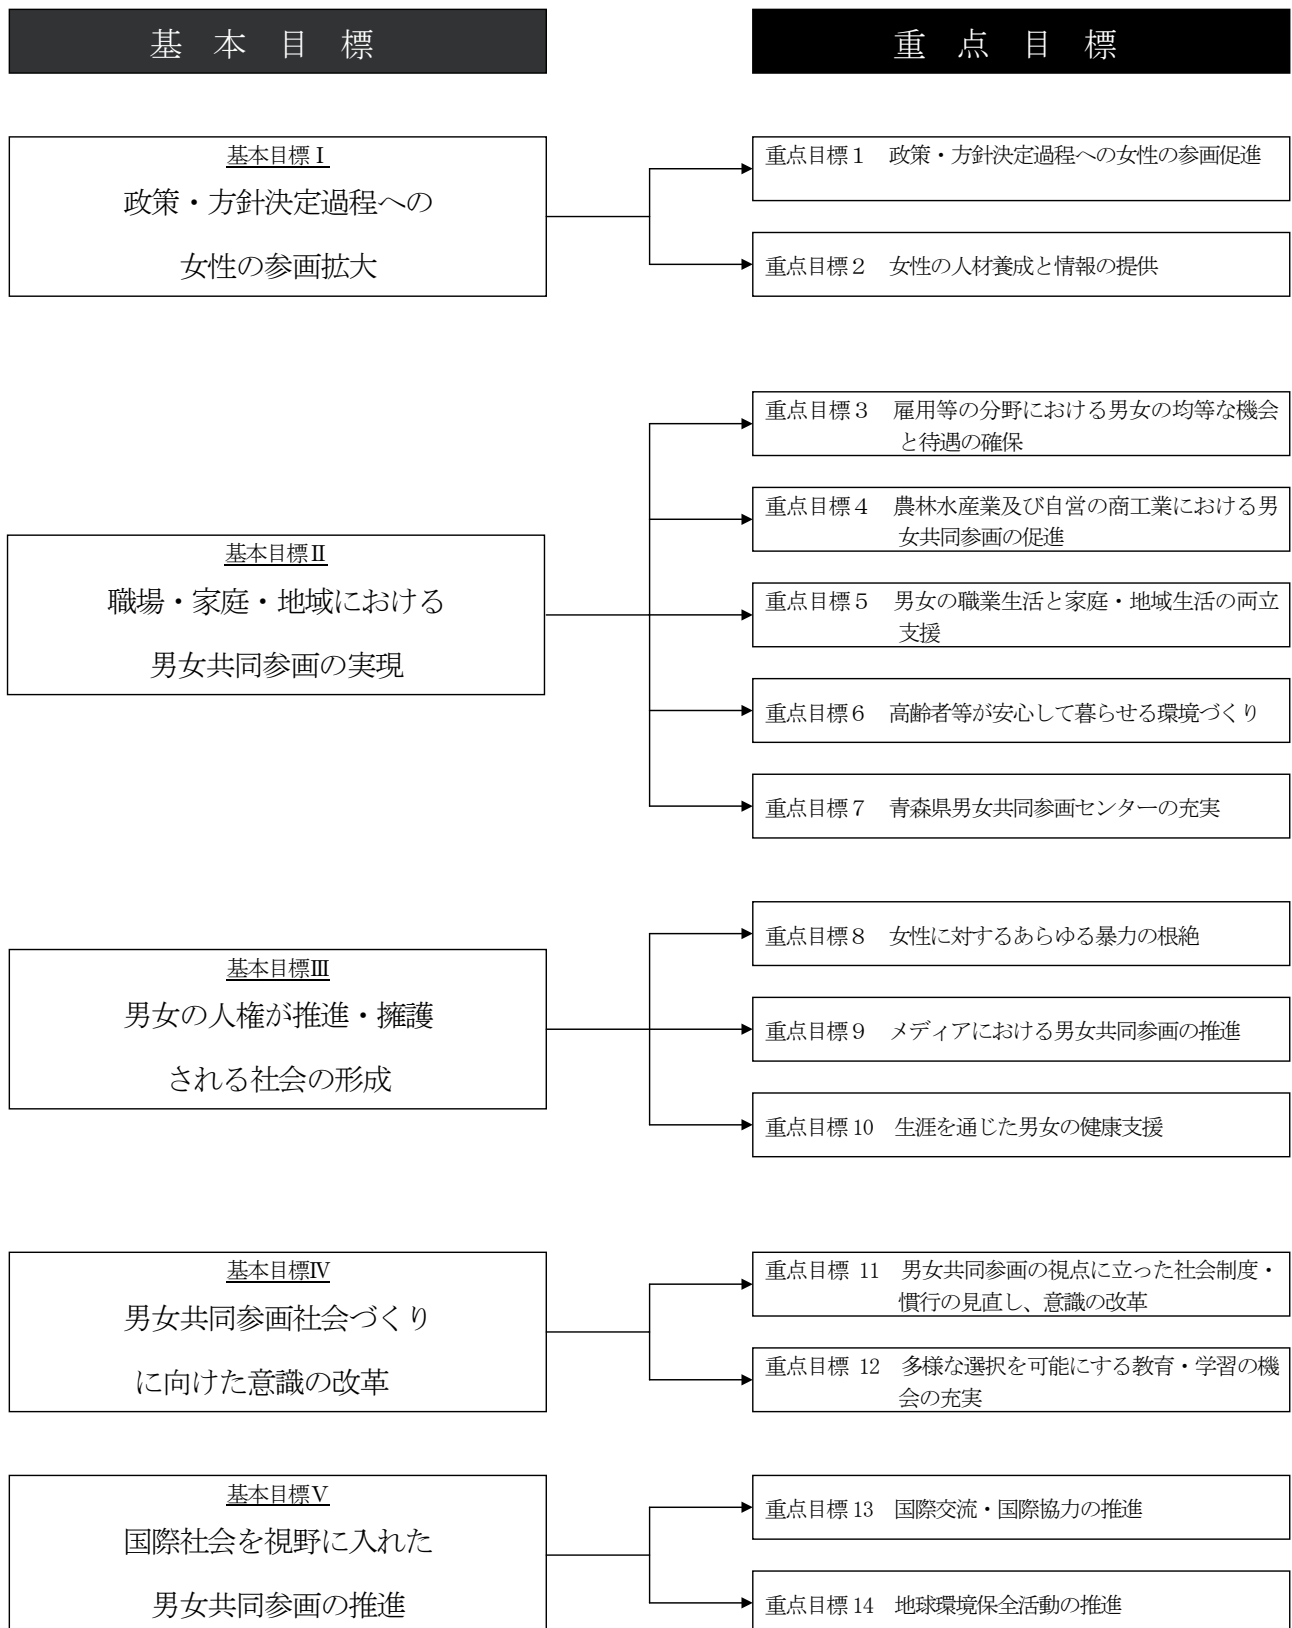 基本目標
重点目標
基本目標Ⅰ
政策・方針決定過程への
女性の参画拡大
重点目標１　政策・方針決定過程への女性の参画促進
重点目標２　女性の人材養成と情報の提供
基本目標Ⅱ
職場・家庭・地域における
男女共同参画の実現
重点目標３　雇用等の分野における男女の均等な機会
と待遇の確保
重点目標４　農林水産業及び自営の商工業における男
女共同参画の促進
重点目標５　男女の職業生活と家庭・地域生活の両立
支援
重点目標６　高齢者等が安心して暮らせる環境づくり
重点目標７　青森県男女共同参画センターの充実
基本目標Ⅲ
男女の人権が推進・擁護
される社会の形成
重点目標８　女性に対するあらゆる暴力の根絶
重点目標９　メディアにおける男女共同参画の推進
重点目標 10　生涯を通じた男女の健康支援
基本目標Ⅳ
男女共同参画社会づくり
に向けた意識の改革
重点目標 11　男女共同参画の視点に立った社会制度・
慣行の見直し、意識の改革
重点目標 12　多様な選択を可能にする教育・学習の機
会の充実
基本目標Ⅴ
国際社会を視野に入れた
男女共同参画の推進
重点目標 13　国際交流・国際協力の推進
重点目標 14　地球環境保全活動の推進